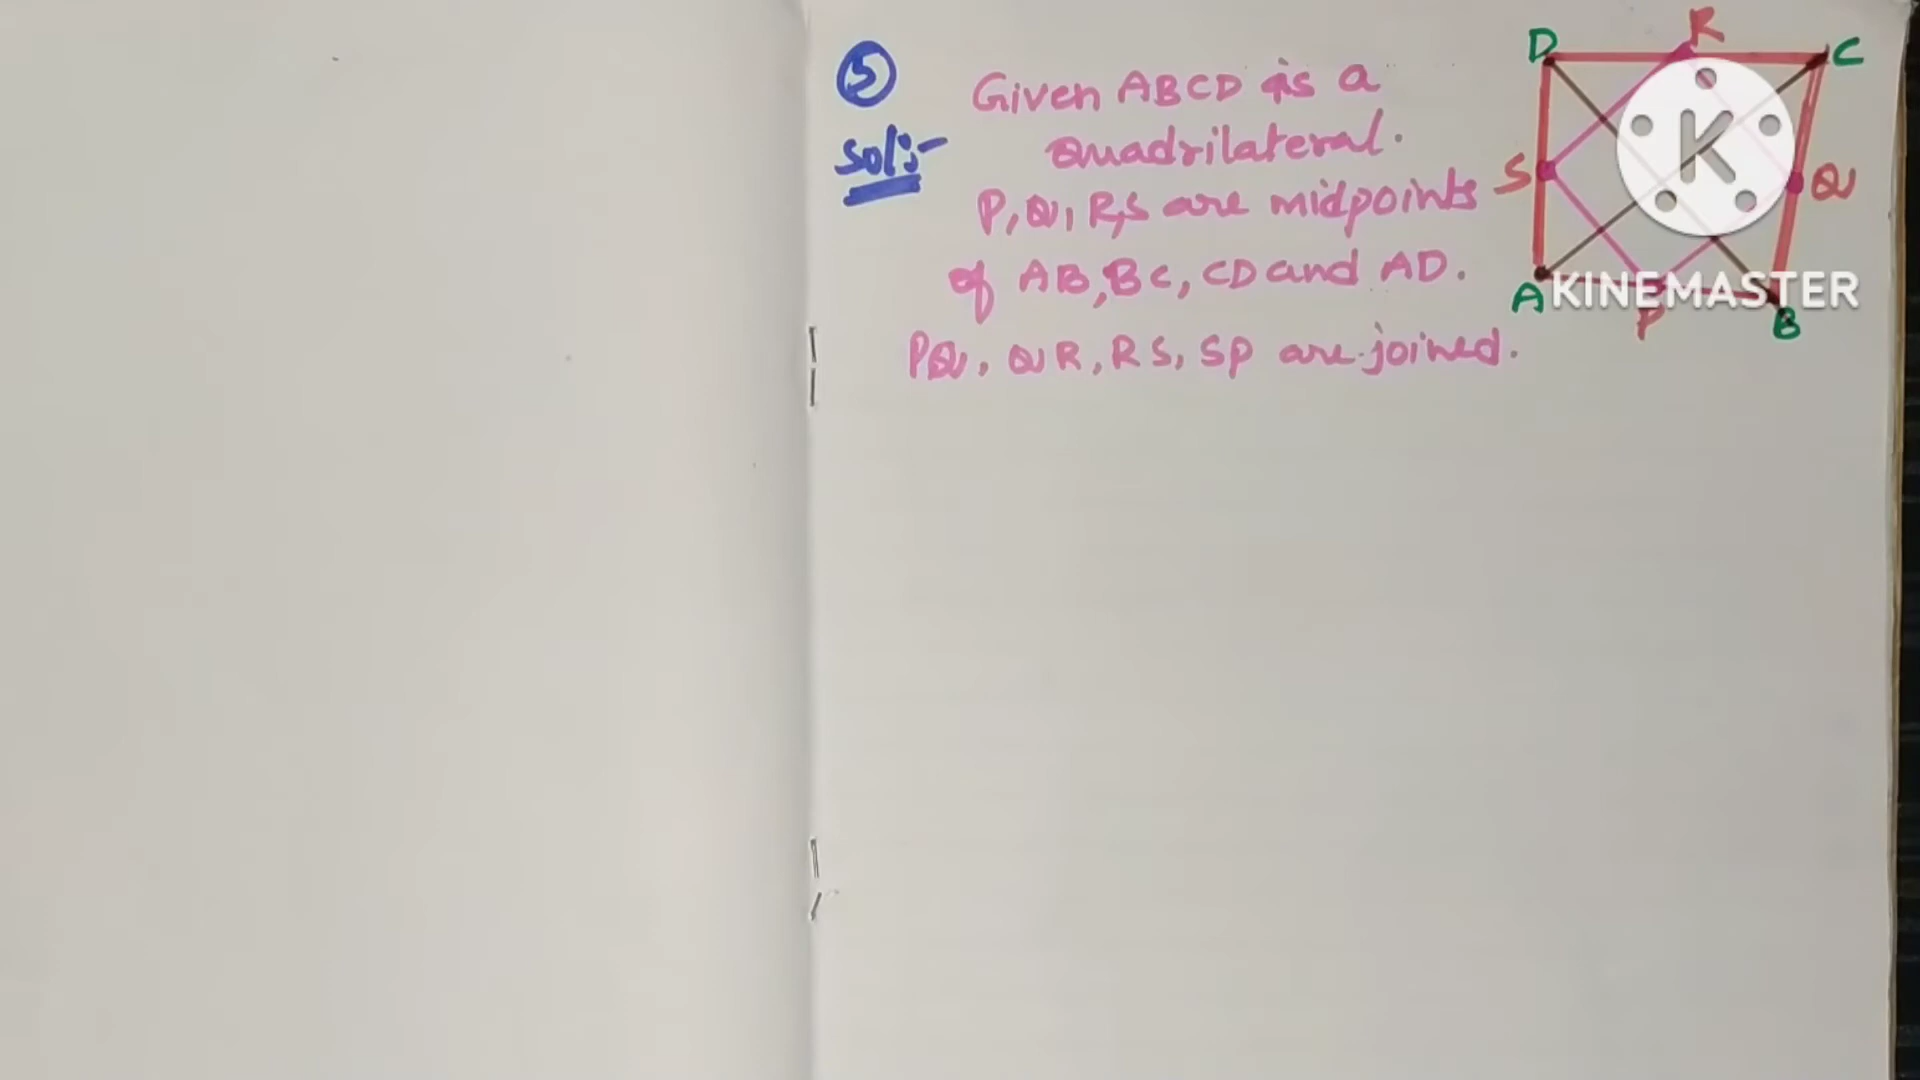 5
Sol:-
Given ABCD is a
Quadrilateral.
P, Q, R, S are midpoints
of AB, BC, CD and AD.
PQ, QR, RS, SP are joined.
D R C
S Q
A P B
K
KINEMASTER